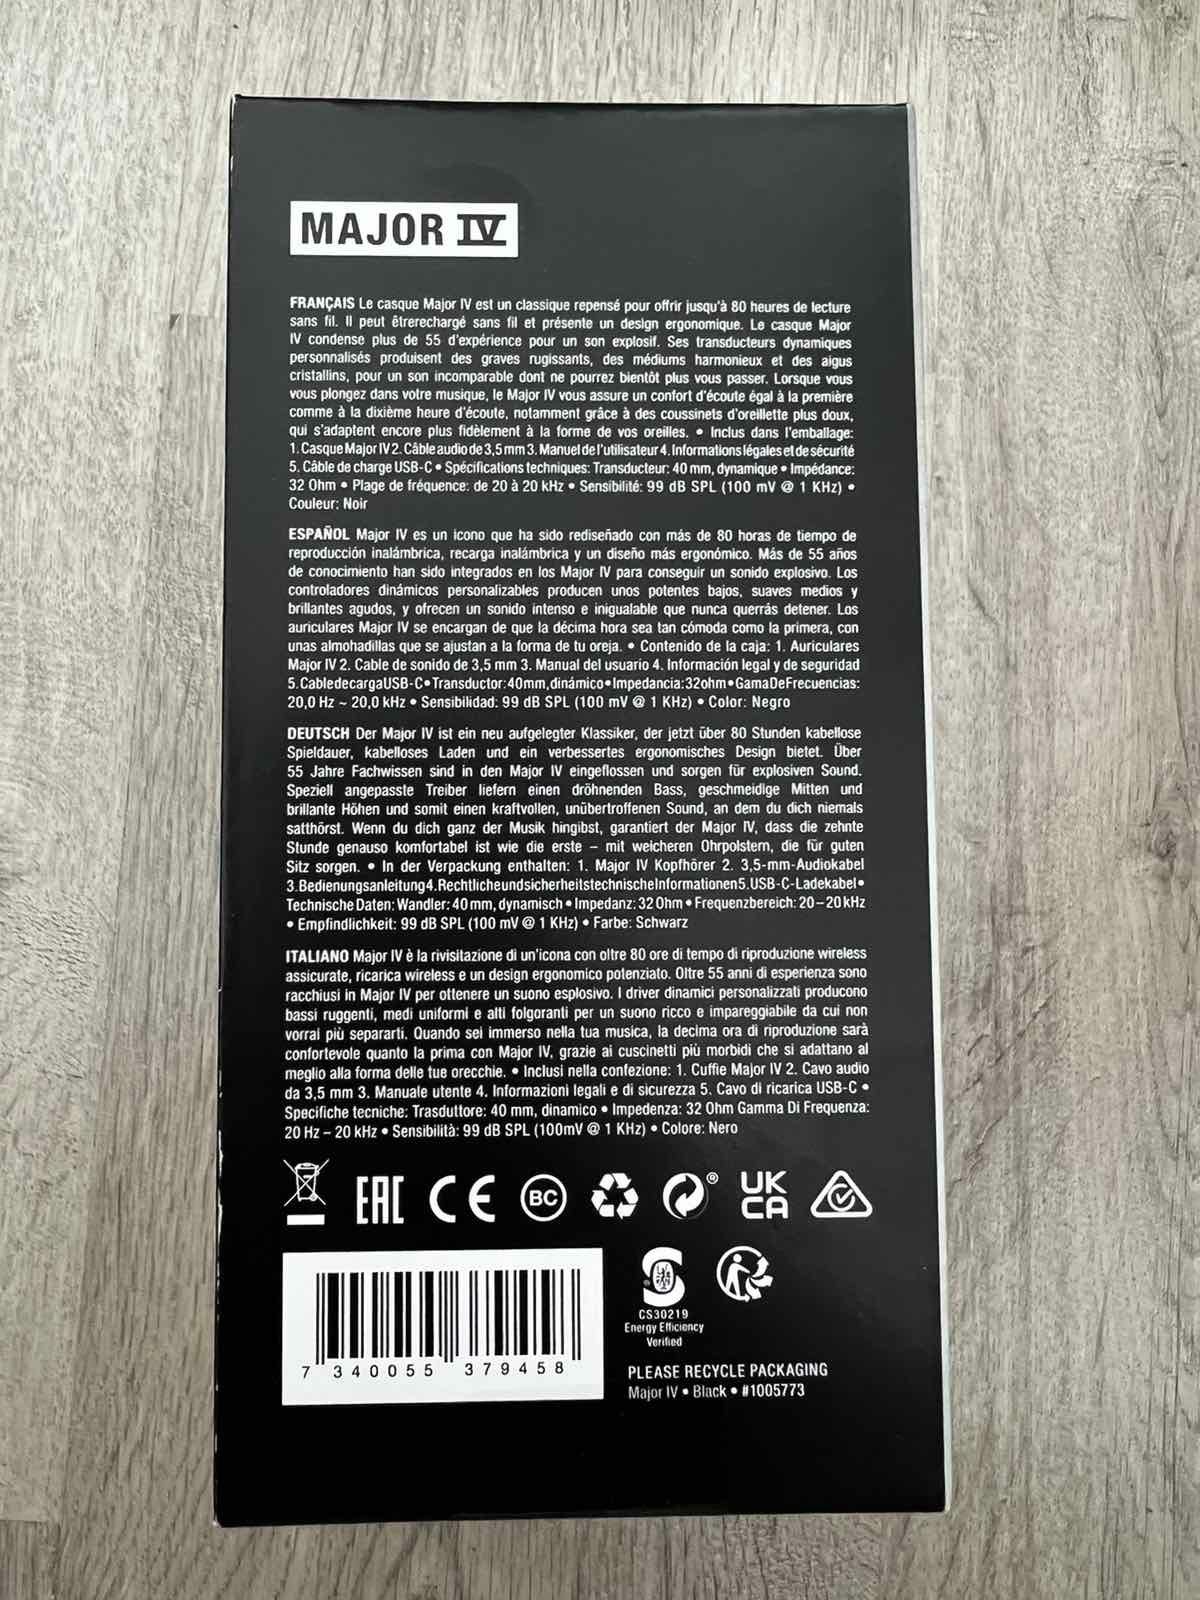 MAJOR IV
FRANÇAIS Le casque Major IV est un classique repensé pour offrir jusqu'à 80 heures de lecture
sans fil. Il peut êtrerechargé sans fil et présente un design ergonomique. Le casque Major
IV condense plus de 55 d'expérience pour un son explosif. Ses transducteurs dynamiques
personnalisés produisent des graves rugissants, des médiums harmonieux et des aigus
cristallins, pour un son incomparable dont ne pourrez bientôt plus vous passer. Lorsque vous
vous plongez dans votre musique, le Major IV vous assure un confort d'écoute égal à la première
comme à la dixième heure d'écoute, notamment grâce à des coussinets d'oreillette plus doux,
qui s'adaptent encore plus fidèlement à la forme de vos oreilles. • Inclus dans l'emballage:
1. Casque Major IV 2. Câble audio de 3,5 mm 3. Manuel de l'utilisateur 4. Informations légales et de sécurité
5. Câble de charge USB-C • Spécifications techniques: Transducteur: 40 mm, dynamique • Impédance:
32 Ohm • Plage de fréquence: de 20 à 20 kHz • Sensibilité: 99 dB SPL (100 mV @ 1 KHz) •
Couleur: Noir
ESPAÑOL Major IV es un icono que ha sido rediseñado con más de 80 horas de tiempo de
reproducción inalámbrica, recarga inalámbrica y un diseño más ergonómico. Más de 55 años
de conocimiento han sido integrados en los Major IV para conseguir un sonido explosivo. Los
controladores dinámicos personalizables producen unos potentes bajos, suaves medios y
brillantes agudos, y ofrecen un sonido intenso e inigualable que nunca querrás detener. Los
auriculares Major IV se encargan de que la décima hora sea tan cómoda como la primera, con
unas almohadillas que se ajustan a la forma de tu oreja. • Contenido de la caja: 1. Auriculares
Major IV 2. Cable de sonido de 3,5 mm 3. Manual del usuario 4. Información legal y de seguridad
5. Cable de carga USB-C • Transductor: 40 mm, dinámico • Impedancia: 32 ohm • Gama De Frecuencias:
20,0 Hz ~ 20,0 kHz • Sensibilidad: 99 dB SPL (100 mV @ 1 KHz) • Color: Negro
DEUTSCH Der Major IV ist ein neu aufgelegter Klassiker, der jetzt über 80 Stunden kabellose
Spieldauer, kabelloses Laden und ein verbessertes ergonomisches Design bietet. Über
55 Jahre Fachwissen sind in den Major IV eingeflossen und sorgen für explosiven Sound.
Speziell angepasste Treiber liefern einen dröhnenden Bass, geschmeidige Mitten und
brillante Höhen und somit einen kraftvollen, unübertroffenen Sound, an dem du dich niemals
satthörst. Wenn du dich ganz der Musik hingibst, garantiert der Major IV, dass die zehnte
Stunde genauso komfortabel ist wie die erste – mit weicheren Ohrpolstern, die für guten
Sitz sorgen. • In der Verpackung enthalten: 1. Major IV Kopfhörer 2. 3,5-mm-Audiokabel
3. Bedienungsanleitung 4. Rechtliche und sicherheitstechnische Informationen 5. USB-C-Ladekabel •
Technische Daten: Wandler: 40 mm, dynamisch • Impedanz: 32 Ohm • Frequenzbereich: 20 – 20 kHz
• Empfindlichkeit: 99 dB SPL (100 mV @ 1 KHz) • Farbe: Schwarz
ITALIANO Major IV è la rivisitazione di un'icona con oltre 80 ore di tempo di riproduzione wireless
assicurate, ricarica wireless e un design ergonomico potenziato. Oltre 55 anni di esperienza sono
racchiusi in Major IV per ottenere un suono esplosivo. I driver dinamici personalizzati producono
bassi ruggenti, medi uniformi e alti folgoranti per un suono ricco e impareggiabile da cui non
vorrai più separarti. Quando sei immerso nella tua musica, la decima ora di riproduzione sarà
confortevole quanto la prima con Major IV, grazie ai cuscinetti più morbidi che si adattano al
meglio alla forma delle tue orecchie. • Inclusi nella confezione: 1. Cuffie Major IV 2. Cavo audio
da 3,5 mm 3. Manuale utente 4. Informazioni legali e di sicurezza 5. Cavo di ricarica USB-C •
Specifiche tecniche: Trasduttore: 40 mm, dinamico • Impedenza: 32 Ohm Gamma Di Frequenza:
20 Hz – 20 kHz • Sensibilità: 99 dB SPL (100mV @ 1 KHz) • Colore: Nero
EAC CE BC ® UK CA
CS30219
Energy Efficiency
Verified
7 340055 379458
PLEASE RECYCLE PACKAGING
Major IV • Black • #1005773